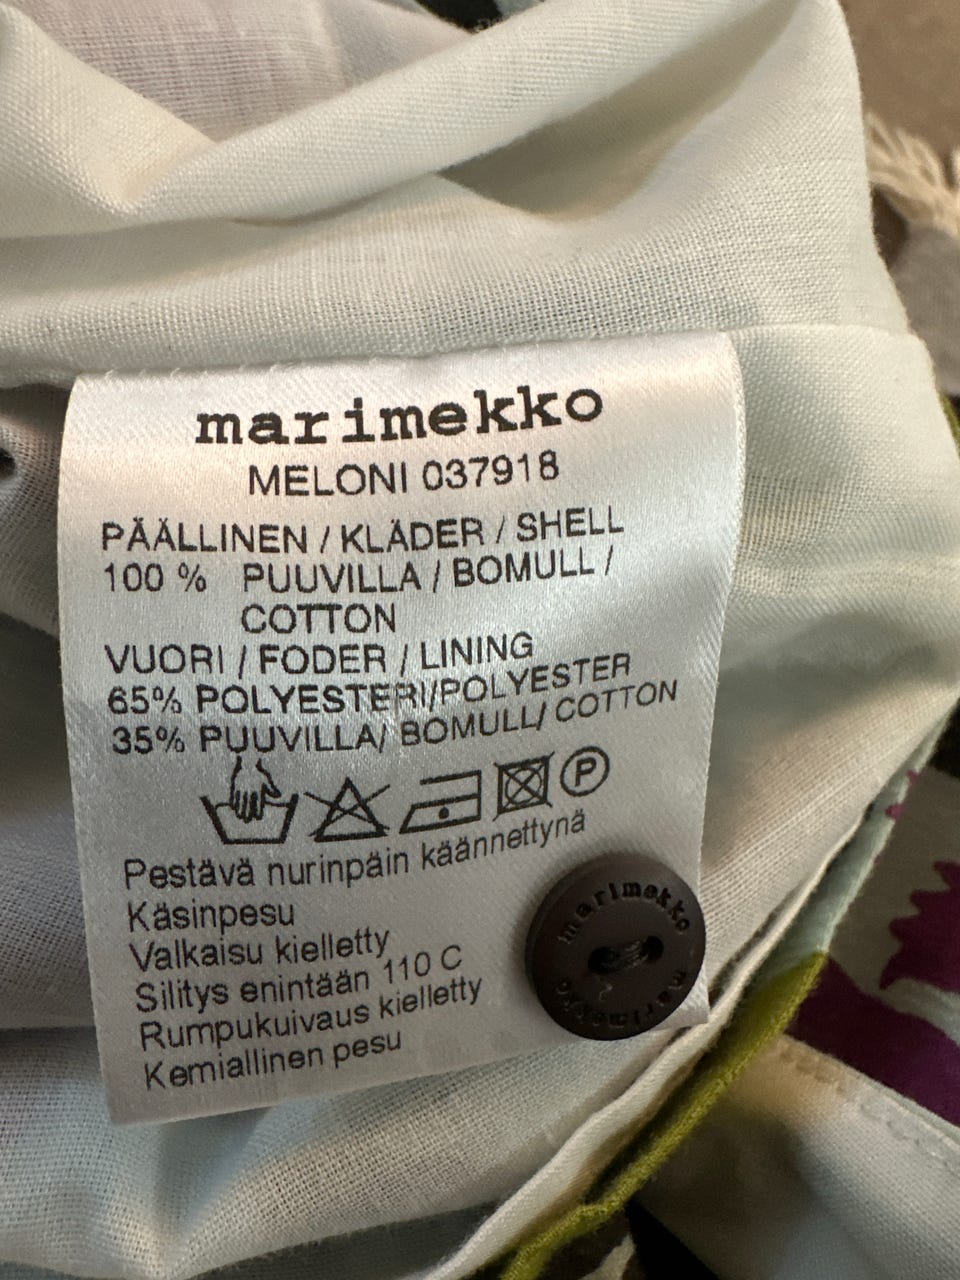 marimekko
MELONI 037918
PÄÄLLINEN / KLÄDER / SHELL
100 % PUUVILLA / BOMULL /
COTTON
VUORI / FODER / LINING
65% POLYESTERI/POLYESTER
35% PUUVILLA/ BOMULL/ COTTON
P
Pestävä nurinpäin käännettynä
Käsinpesu
Valkaisu kielletty
Silitys enintään 110 C
Rumpukuivaus kielletty
Kemiallinen pesu
marimekko
marimekko